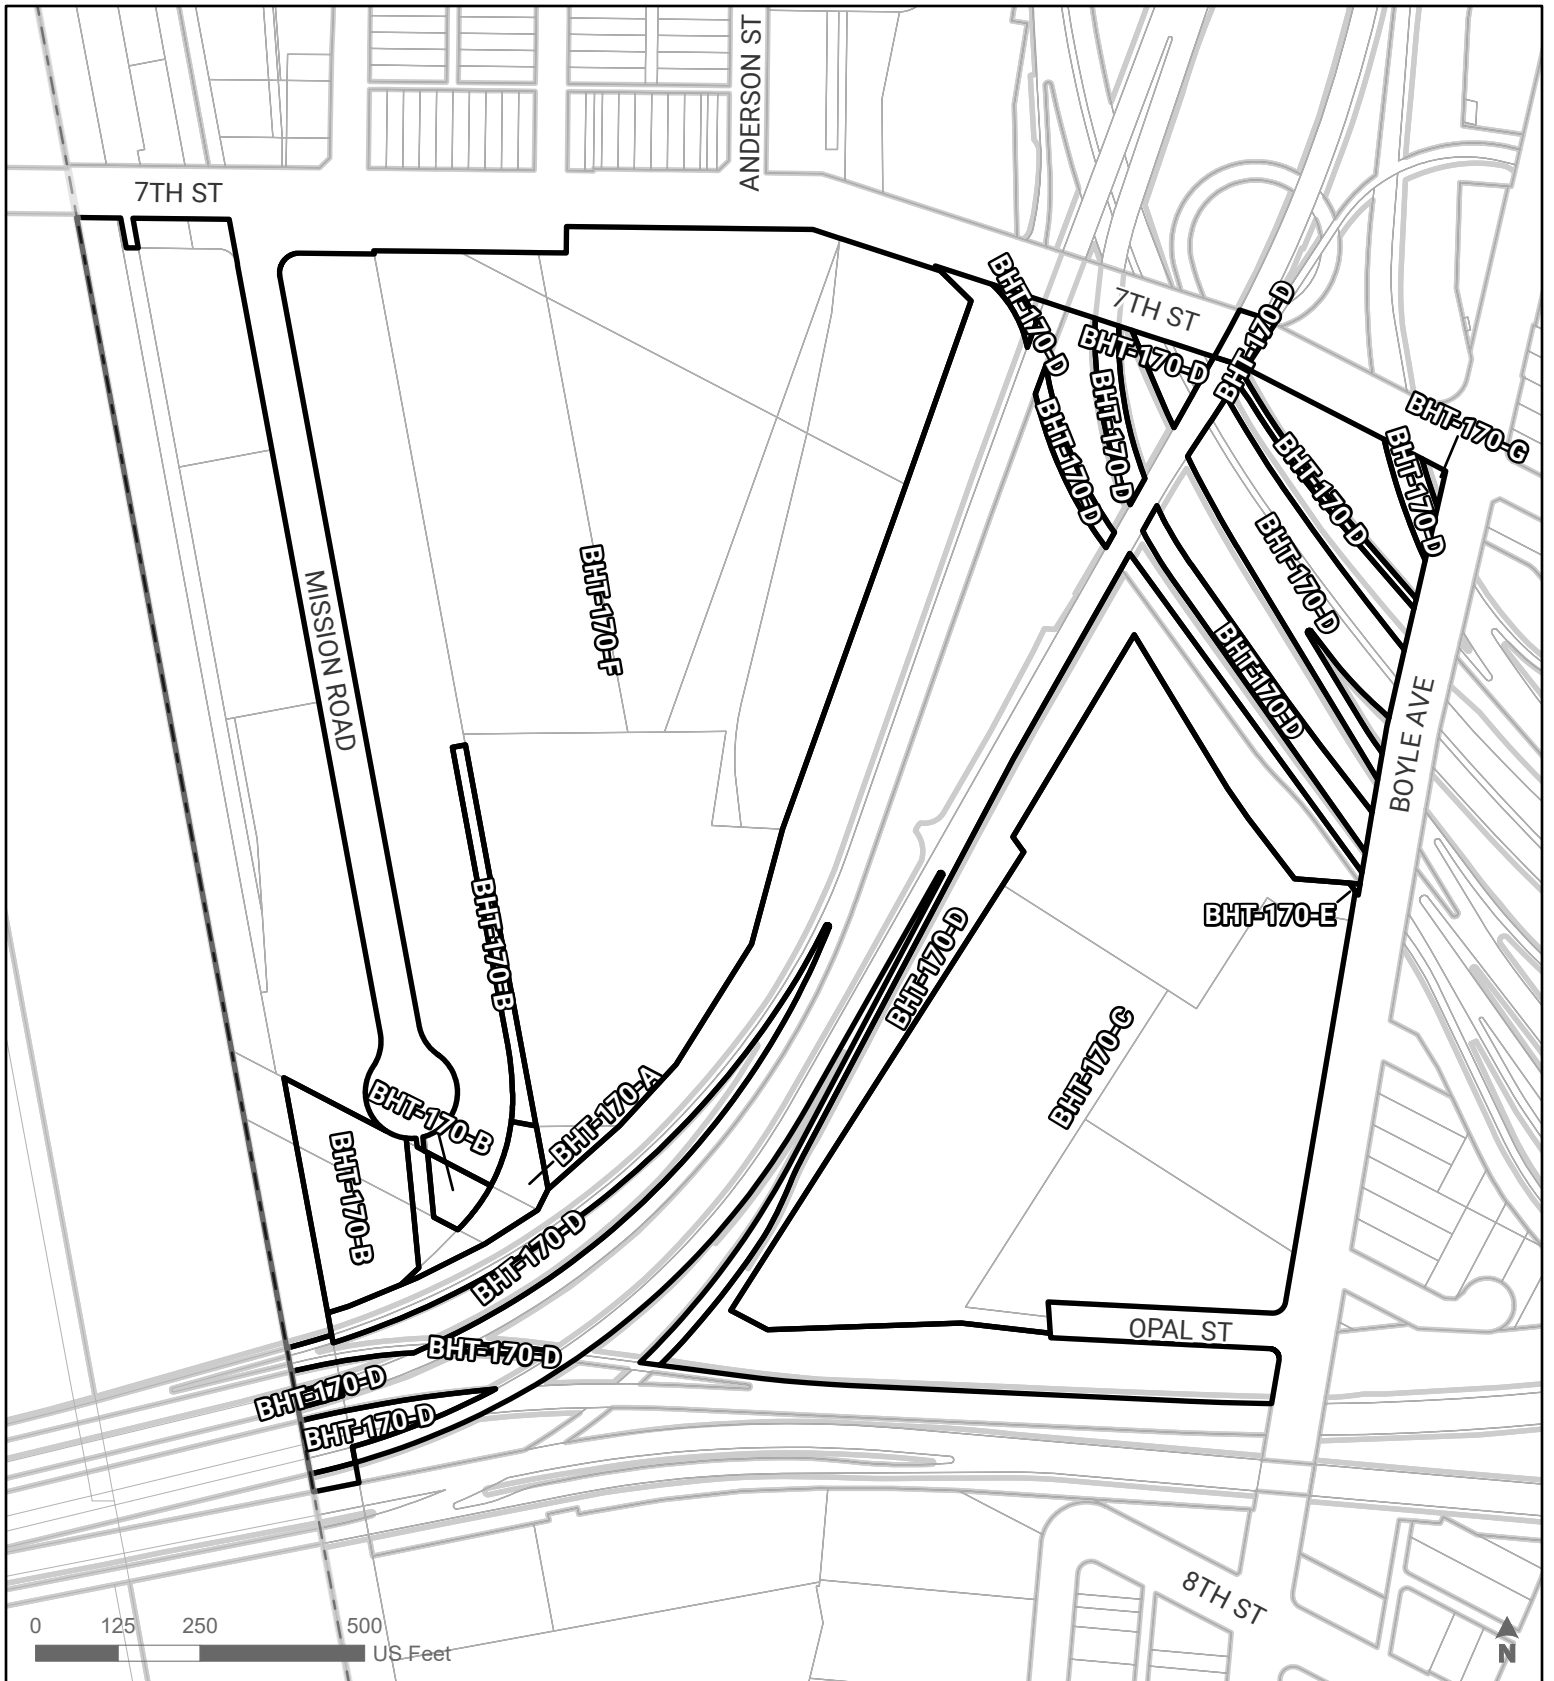 ANDERSON ST
7TH ST
7TH ST
BHT-170-D
BHT-170-D
BHT-170-D
BHT-170-G
BHT-170-D
BHT-170-D
BHT-170-D
BHT-170-D
BHT-170-D
BHT-170-F
MISSION ROAD
BHT-170-D
BOYLE AVE
BHT-170-B
BHT-170-E
BHT-170-D
BHT-170-C
BHT-170-A
BHT-170-B
BHT-170-B
BHT-170-D
OPAL ST
BHT-170-D
BHT-170-D
BHT-170-D
8TH ST
0 125 250 500
US Feet
N